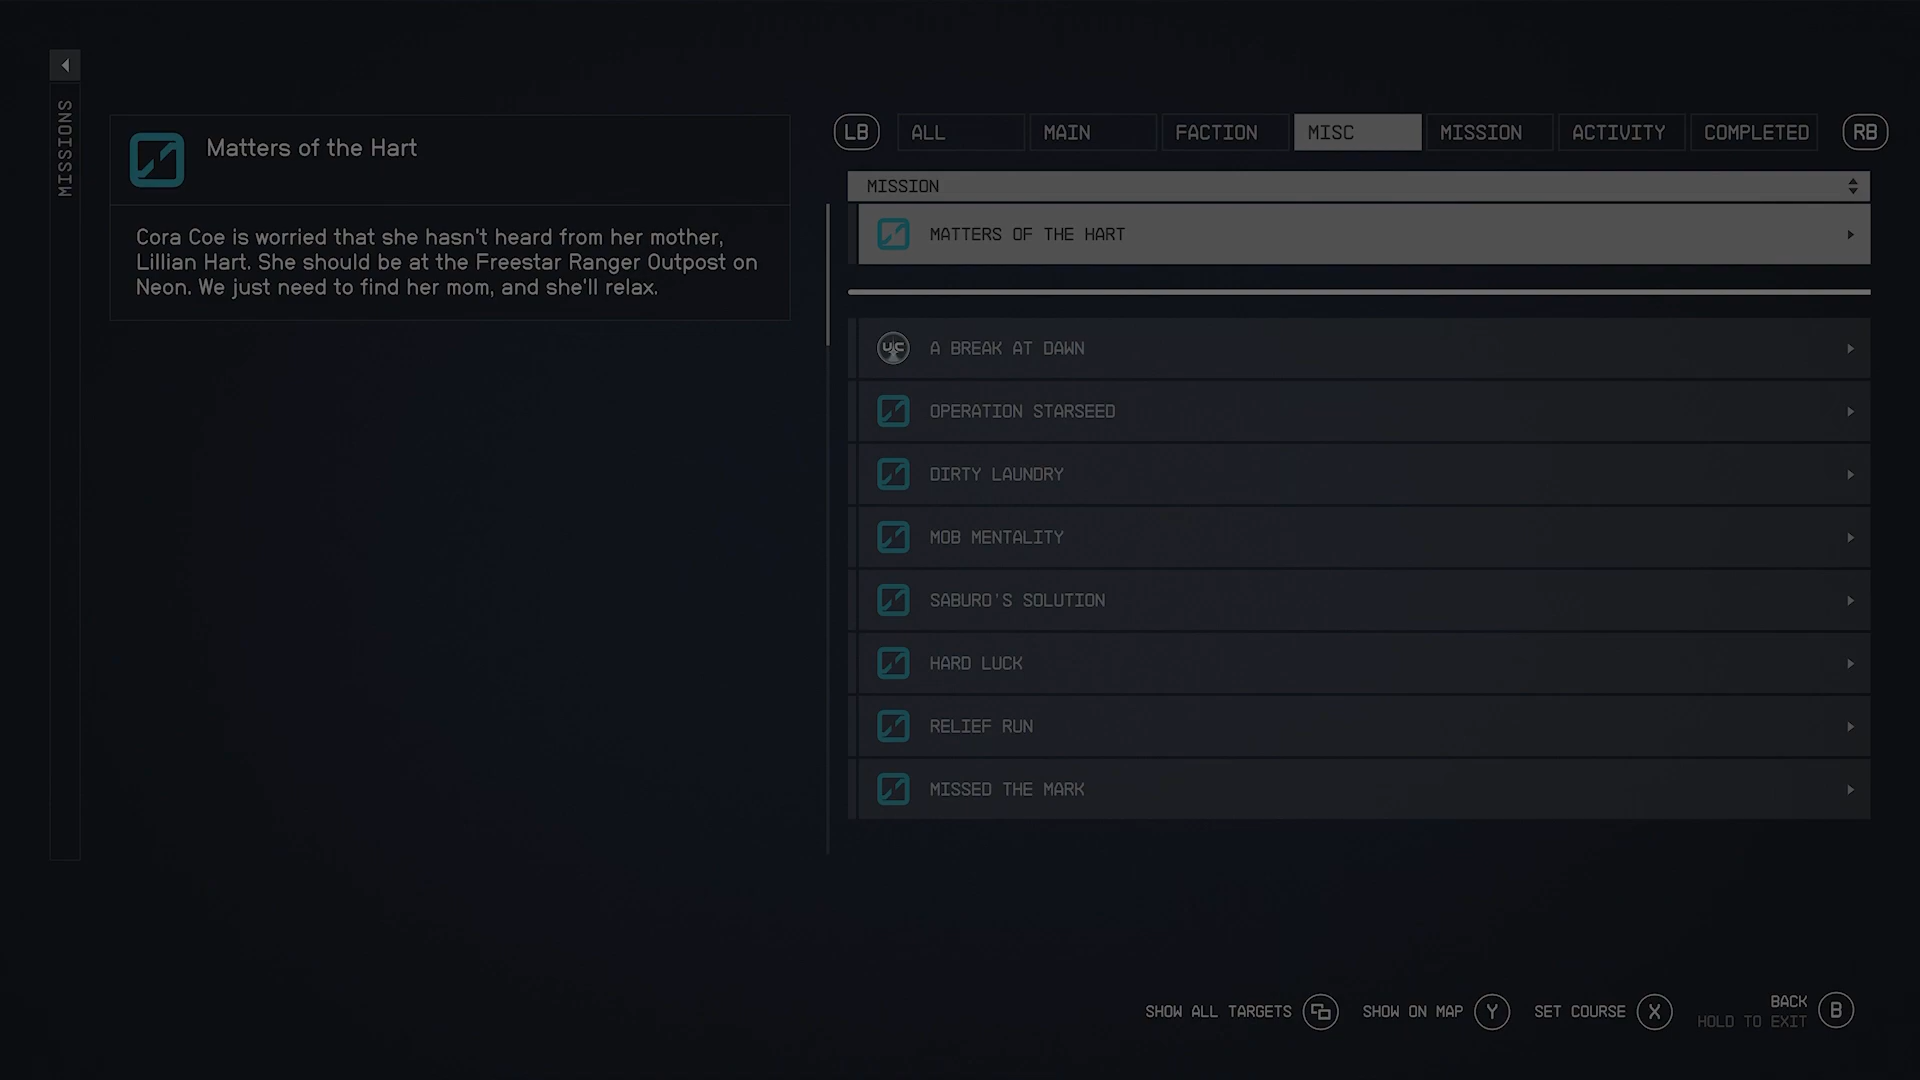 MISSIONS
Matters of the Hart
Cora Coe is worried that she hasn't heard from her mother,
Lillian Hart. She should be at the Freestar Ranger Outpost on
Neon. We just need to find her mom, and she'll relax.
LB ALL MAIN FACTION MISC MISSION ACTIVITY COMPLETED RB
MISSION
MATTERS OF THE HART
UC A BREAK AT DAWN
OPERATION STARSEED
DIRTY LAUNDRY
MOB MENTALITY
SABURO'S SOLUTION
HARD LUCK
RELIEF RUN
MISSED THE MARK
SHOW ALL TARGETS SHOW ON MAP Y SET COURSE X BACK B
HOLD TO EXIT